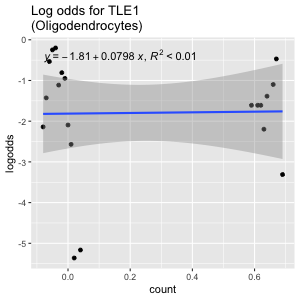 Log odds for TLE1
(Oligodendrocytes)
y = −1.81 + 0.0798 x, R² < 0.01
0
-1
-2
-3
-4
-5
logodds
0.0 0.2 0.4 0.6
count